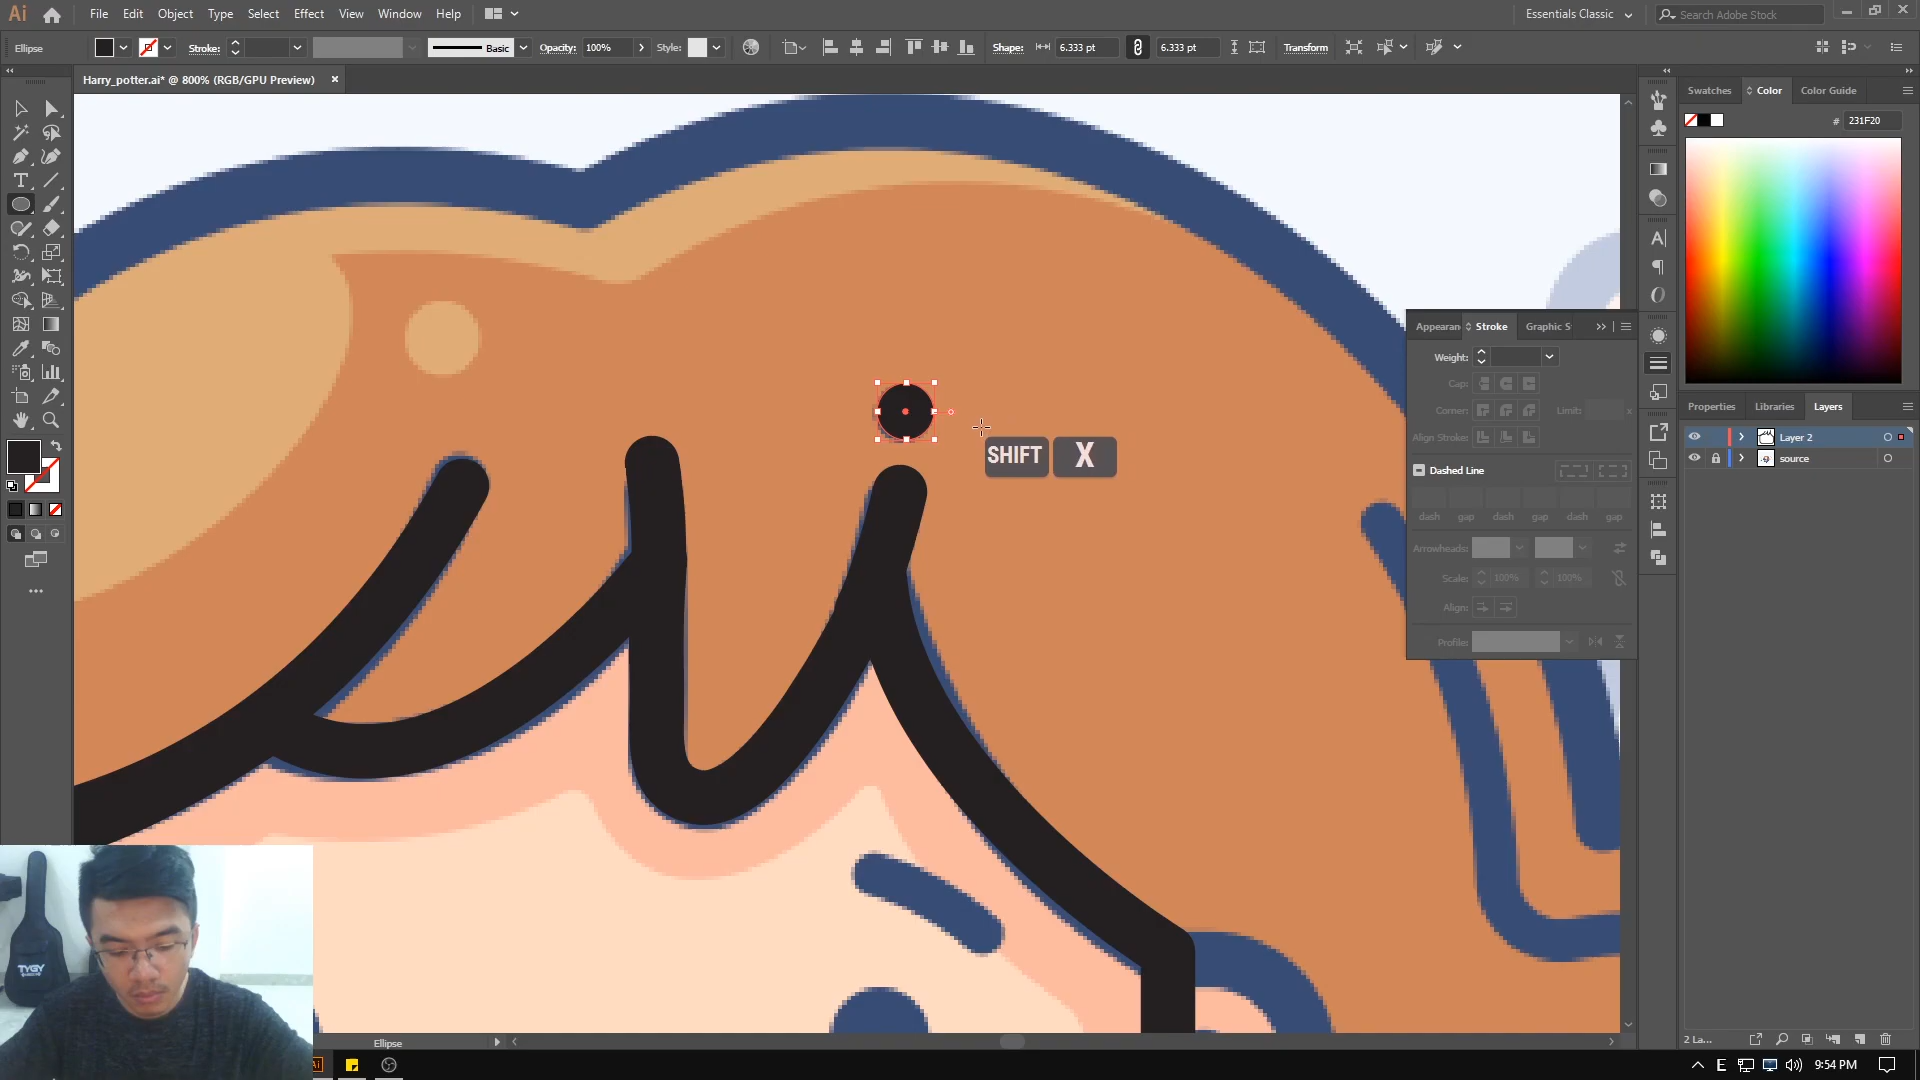 Ai File Edit Object Type Select Effect View Window Help Essentials Classic Search Adobe Stock
Ellipse Stroke: Basic Opacity: 100% Style: Shape: 6.333 pt 6.333 pt Transform
Harry_potter.ai* @ 800% (RGB/GPU Preview) ×
Swatches Color Color Guide
# 231F20
Appearan Stroke Graphic S
Weight:
Cap:
Corner: Limit: x
Align Stroke:
Dashed Line
dash gap dash gap dash gap
Arrowheads:
Scale: 100% 100%
Align:
Profile:
Properties Libraries Layers
Layer 2
source
SHIFT X
TYGY
Ellipse
2 La...
Ai E 9:54 PM